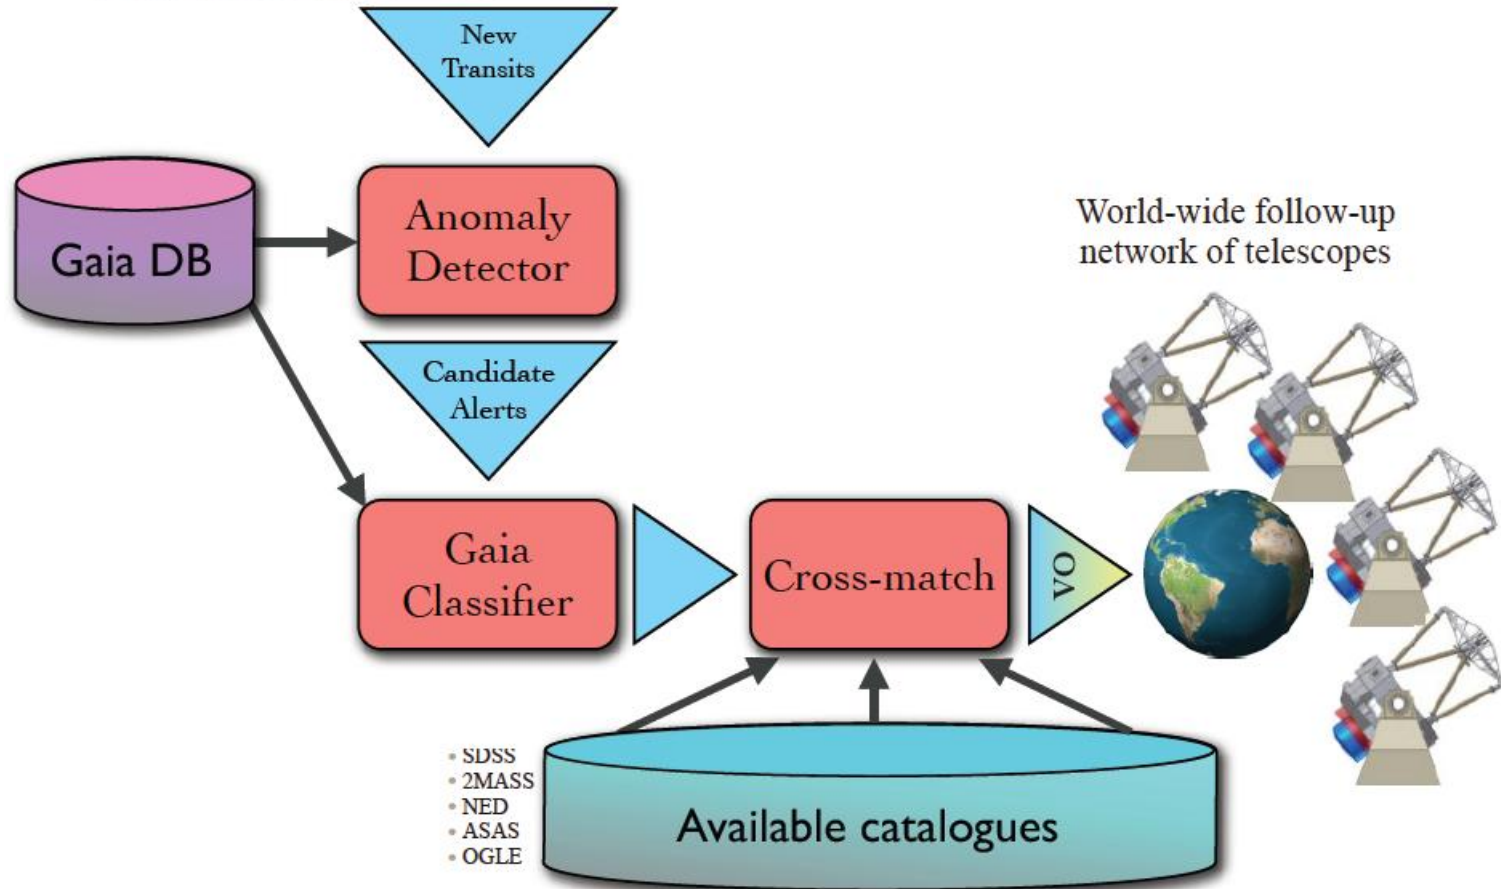 New
Transits
Anomaly
Detector
Gaia DB
World-wide follow-up
network of telescopes
Candidate
Alerts
Gaia
Classifier
Cross-match
VO
• SDSS
• 2MASS
• NED
• ASAS
• OGLE
Available catalogues